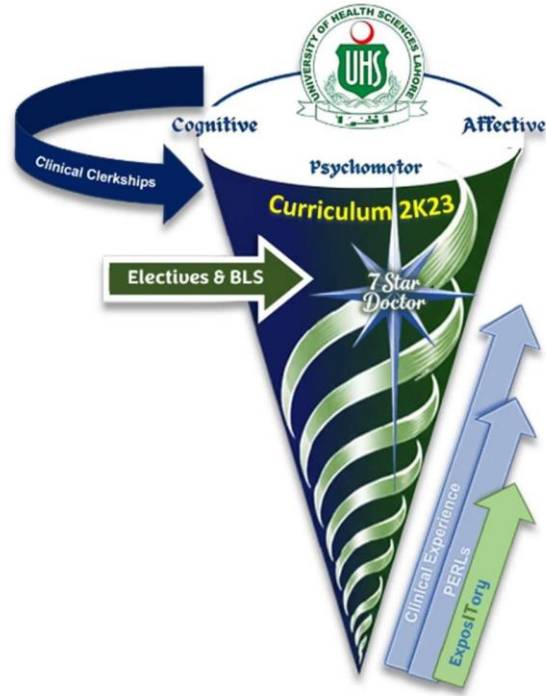 UNIVERSITY OF HEALTH SCIENCES LAHORE
UHS
Cognitive
Affective
Psychomotor
Clinical Clerkships
Curriculum 2K23
Electives & BLS
7 Star
Doctor
Clinical Experience
PERLs
ExposITory